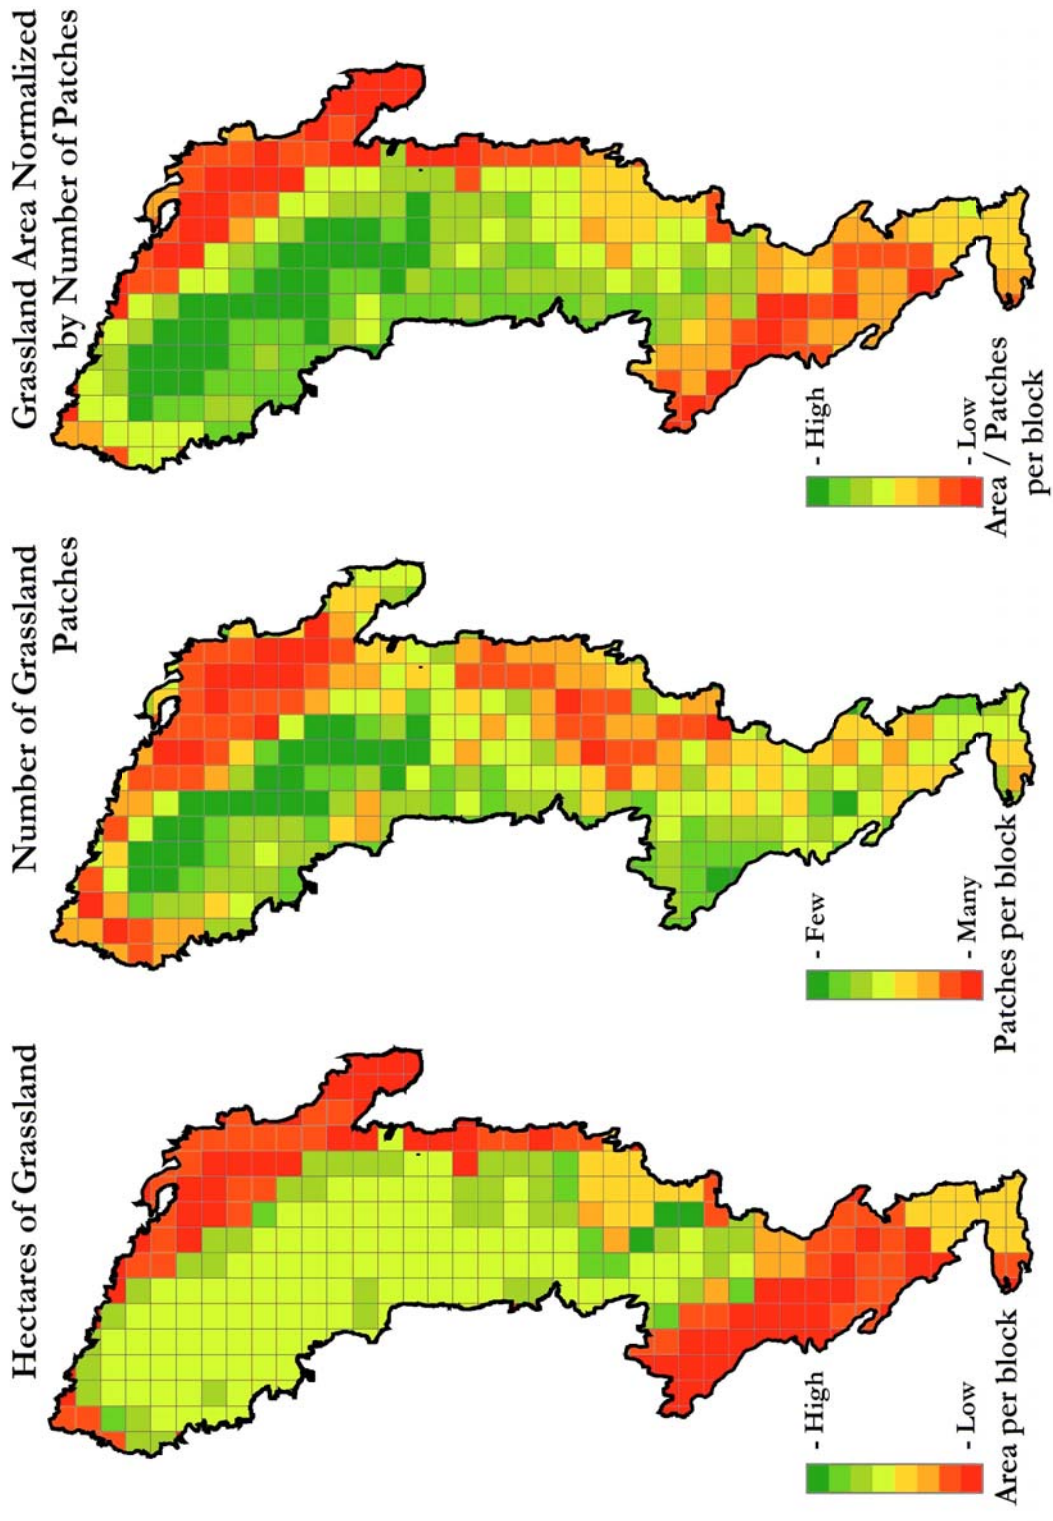 Hectares of Grassland
- High
- Low
Area per block
Number of Grassland
Patches
- Few
- Many
Patches per block
Grassland Area Normalized
by Number of Patches
- High
- Low
Area / Patches
per block